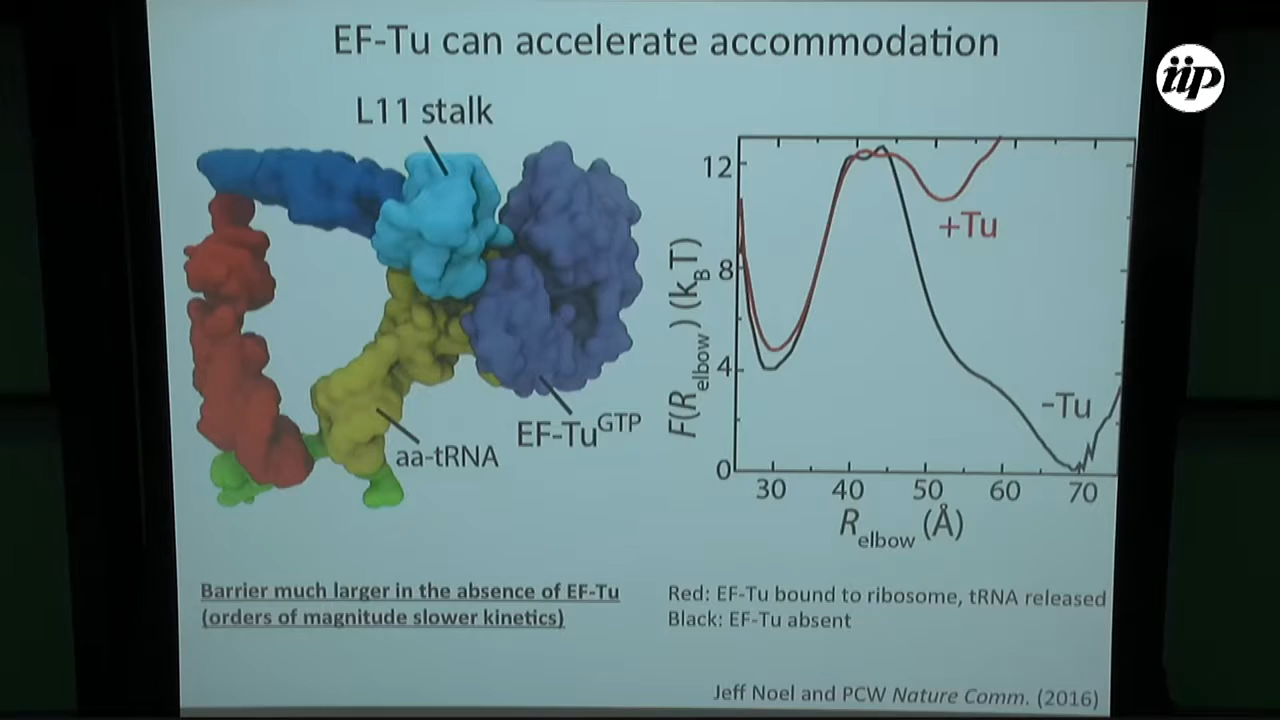 EF-Tu can accelerate accommodation
iip
L11 stalk
EF-Tu^GTP
aa-tRNA
12
8
4
0
F(R_elbow) (k_BT)
+Tu
-Tu
30 40 50 60 70
R_elbow (Å)
Barrier much larger in the absence of EF-Tu
(orders of magnitude slower kinetics)
Red: EF-Tu bound to ribosome, tRNA released
Black: EF-Tu absent
Jeff Noel and PCW Nature Comm. (2016)